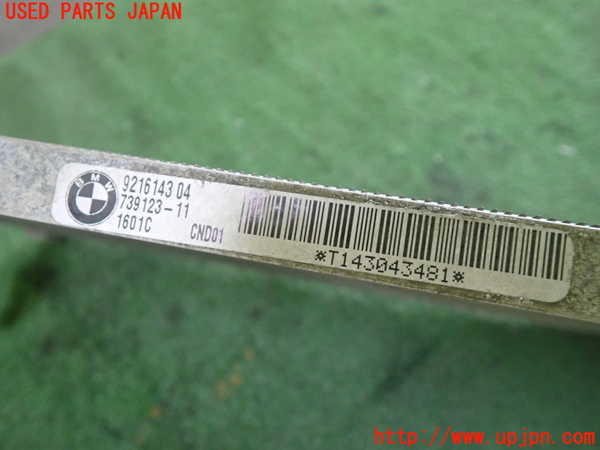 USED PARTS JAPAN
BMW
9216143 04
739123-11
1601C
CND01
*T143043481*
http://www.upjpn.com/